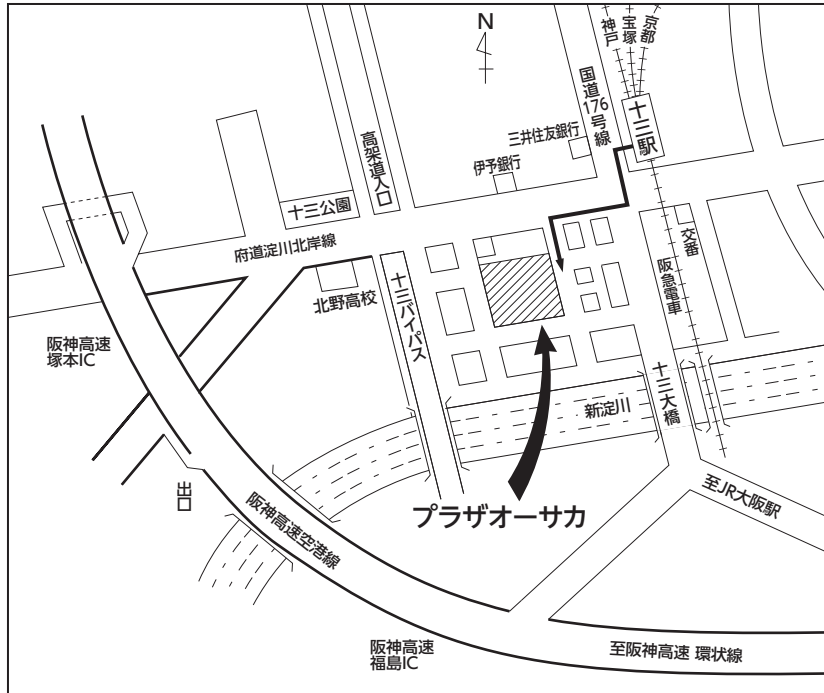 N
神戸
宝塚
京都
国道176号線
十三駅
三井住友銀行
伊予銀行
高架道入口
十三公園
府道淀川北岸線
北野高校
十三バイパス
交番
阪急電車
阪神高速
塚本IC
十三大橋
新淀川
出口
プラザオーサカ
至JR大阪駅
阪神高速空港線
阪神高速
福島IC
至阪神高速 環状線